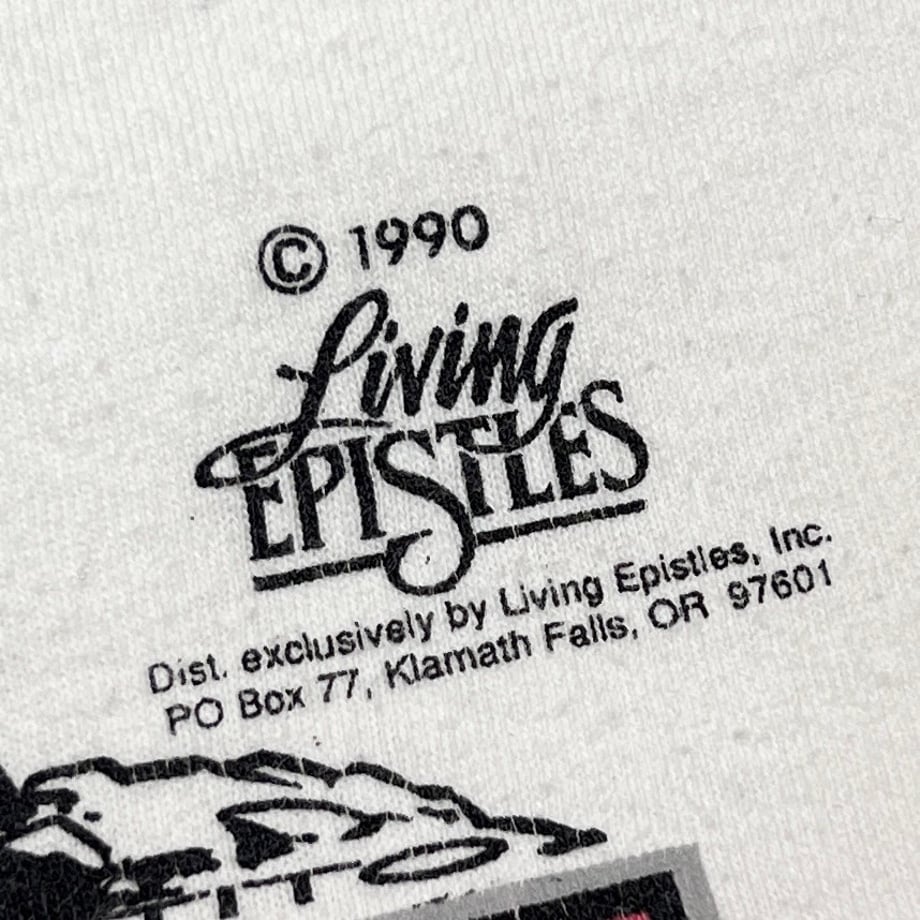 © 1990
Living
EPISTLES
Dist. exclusively by Living Epistles, Inc.
PO Box 77, Klamath Falls, OR 97601